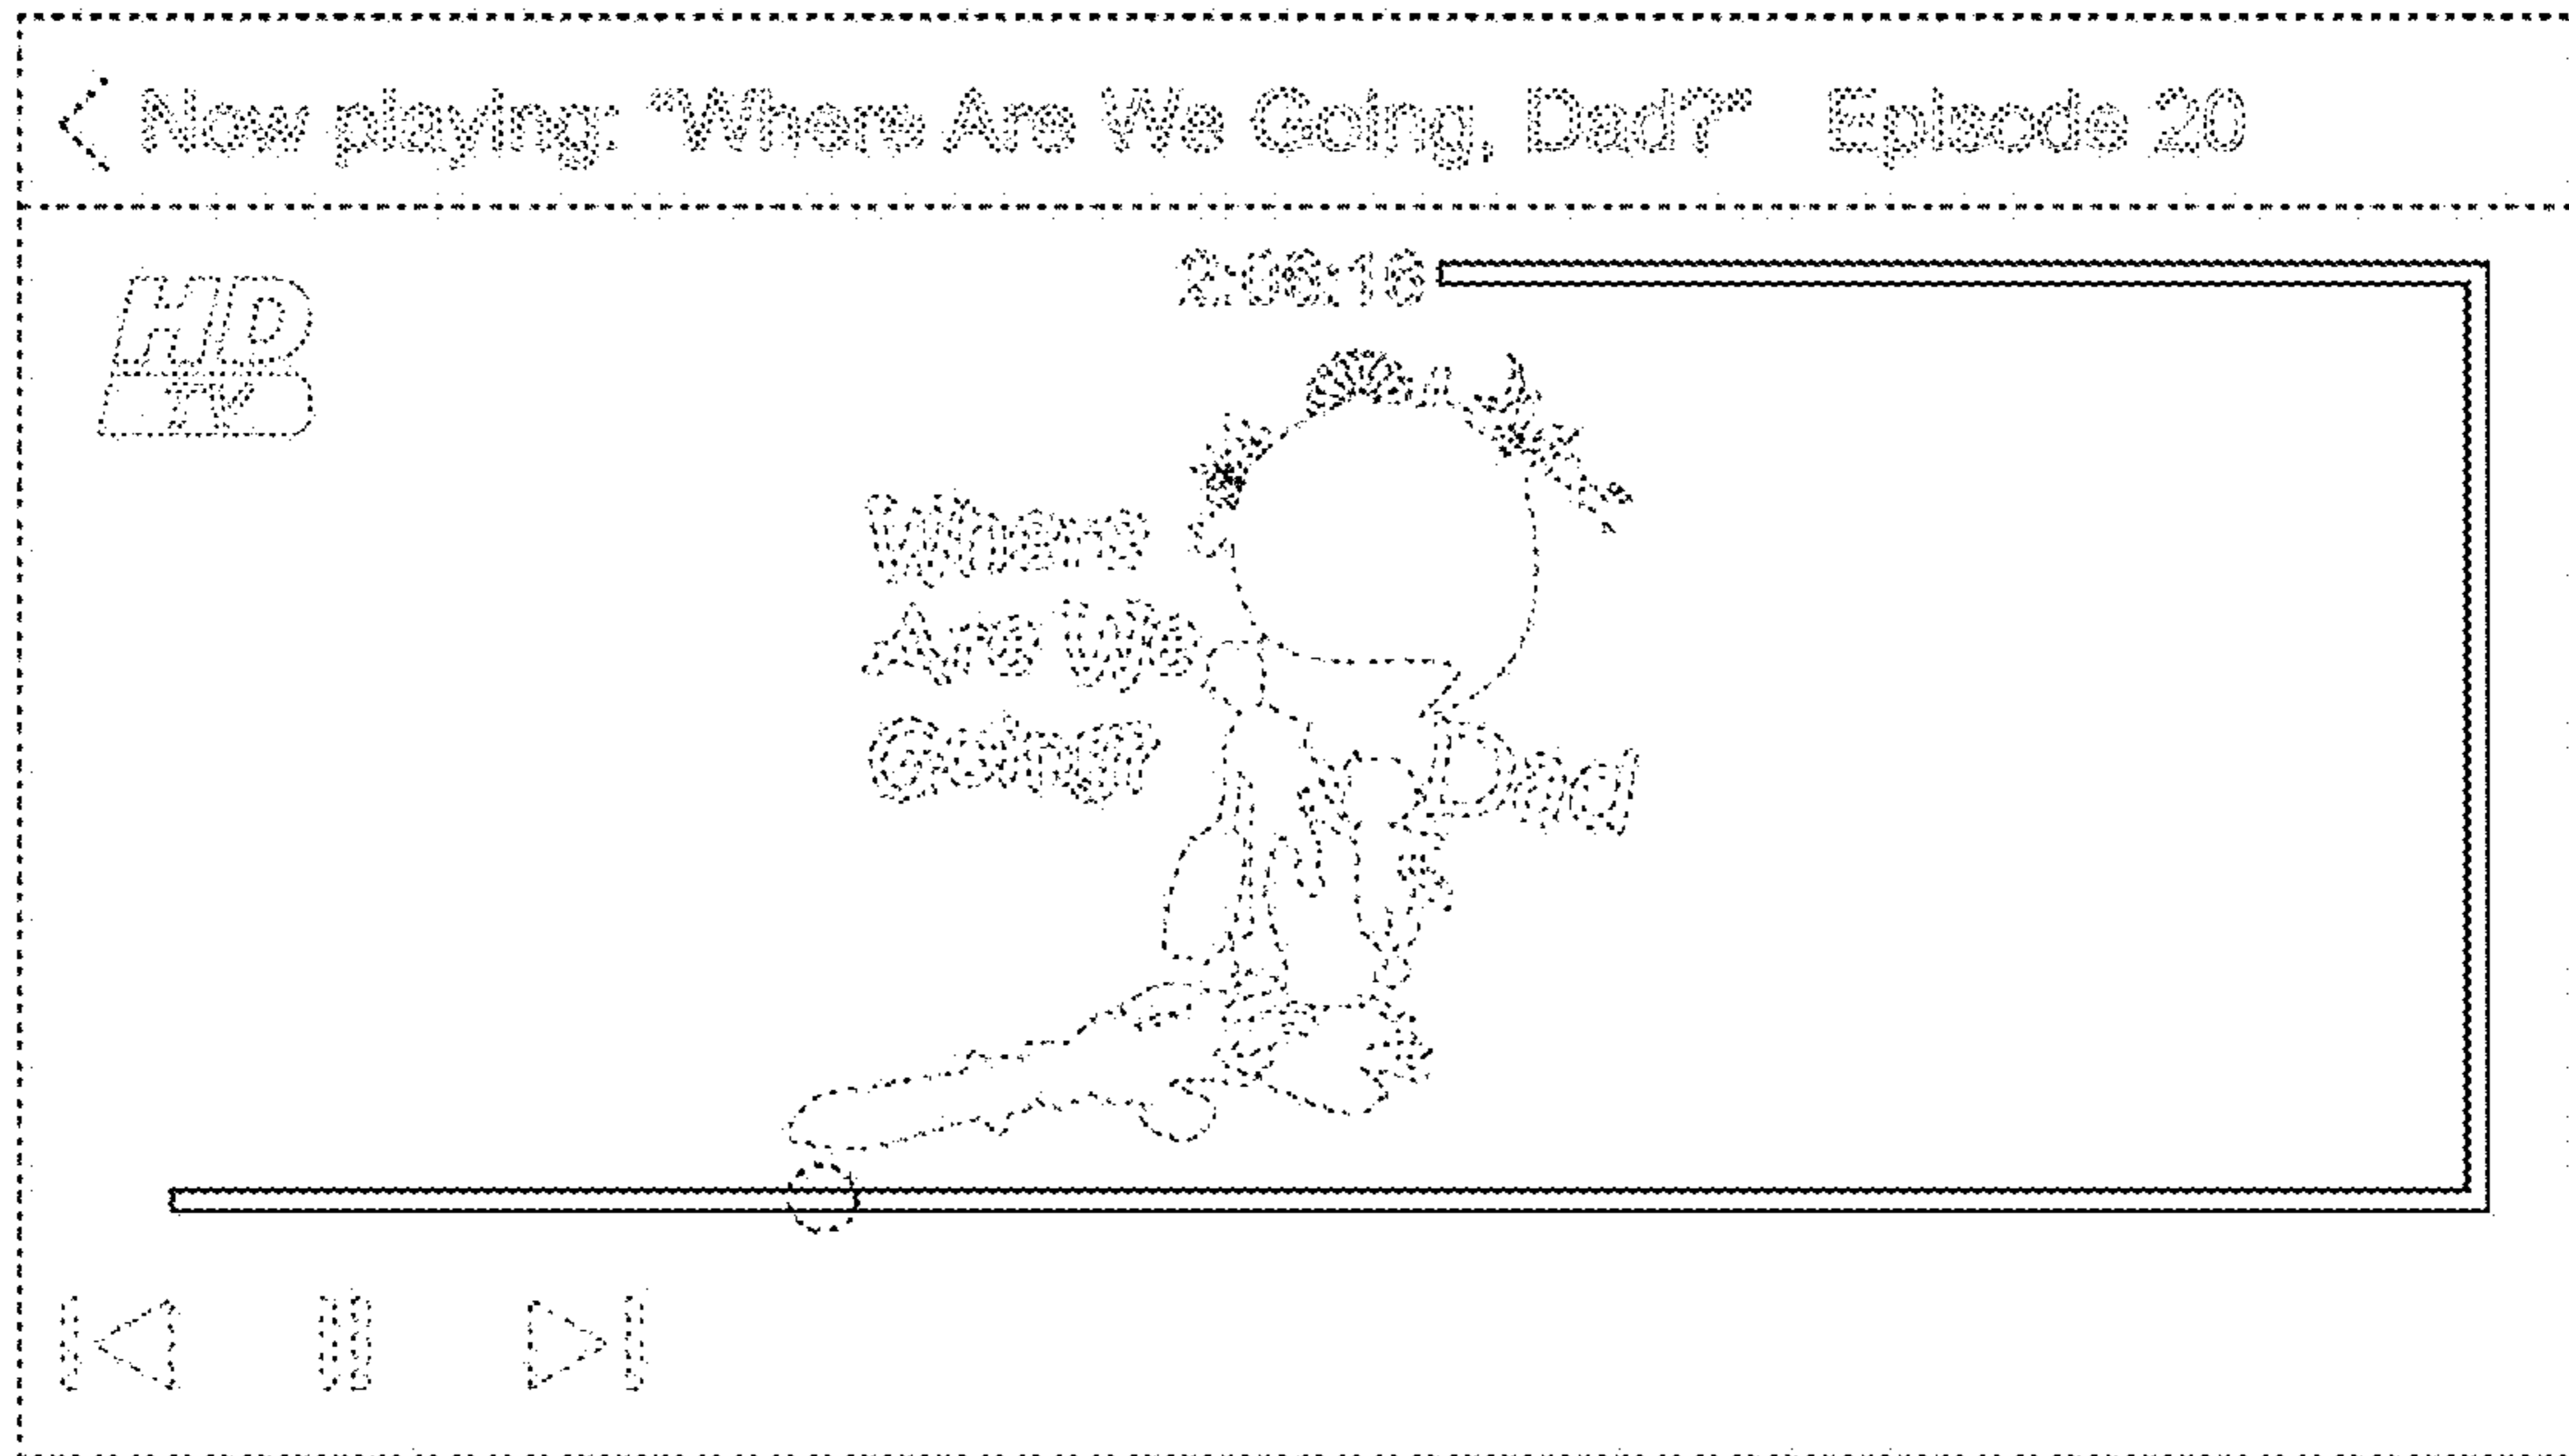 Now playing: "Where Are We Going, Dad?" Episode 20
2:06:16
HD
TV
Where
Are We
Going?
Dad